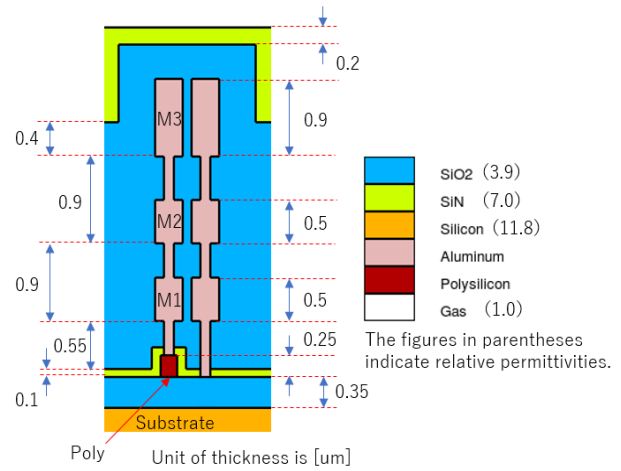 0.2
M3
0.4
0.9
SiO2 (3.9)
0.9
SiN (7.0)
M2
0.5
Silicon (11.8)
Aluminum
0.9
M1
0.5
Polysilicon
Gas (1.0)
0.55
0.25
The figures in parentheses
indicate relative permittivities.
0.1
0.35
Substrate
Poly
Unit of thickness is [um]